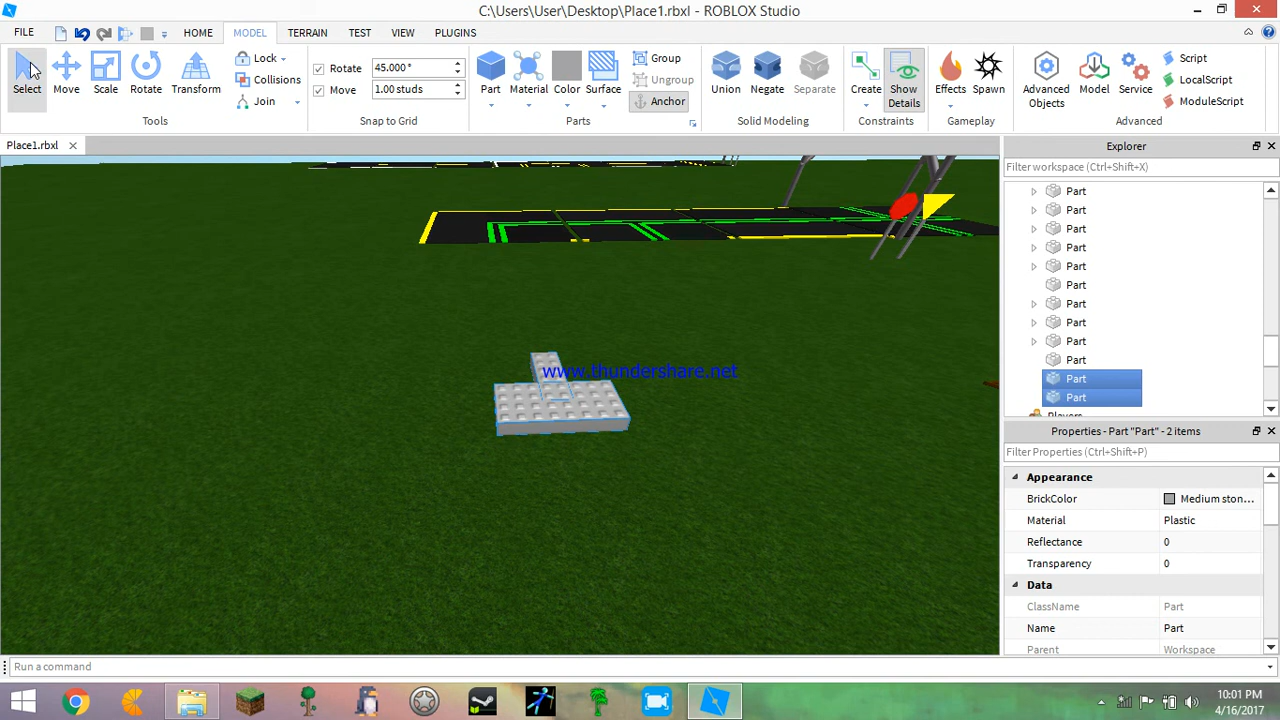 C:\Users\User\Desktop\Place1.rbxl - ROBLOX Studio
FILE
HOME
MODEL
TERRAIN
TEST
VIEW
PLUGINS
Select
Move
Scale
Rotate
Transform
Lock
Collisions
Join
Tools
Rotate 45.000 °
Move 1.00 studs
Snap to Grid
Part
Material
Color
Surface
Group
Ungroup
Anchor
Parts
Union
Negate
Separate
Solid Modeling
Create
Show Details
Constraints
Effects
Spawn
Gameplay
Advanced Objects
Model
Service
Script
LocalScript
ModuleScript
Advanced
Place1.rbxl
www.thundershare.net
Explorer
Filter workspace (Ctrl+Shift+X)
Part
Part
Part
Part
Part
Part
Part
Part
Part
Part
Part
Part
Players
Properties - Part "Part" - 2 items
Filter Properties (Ctrl+Shift+P)
Appearance
BrickColor Medium ston...
Material Plastic
Reflectance 0
Transparency 0
Data
ClassName Part
Name Part
Parent Workspace
Run a command
10:01 PM
4/16/2017